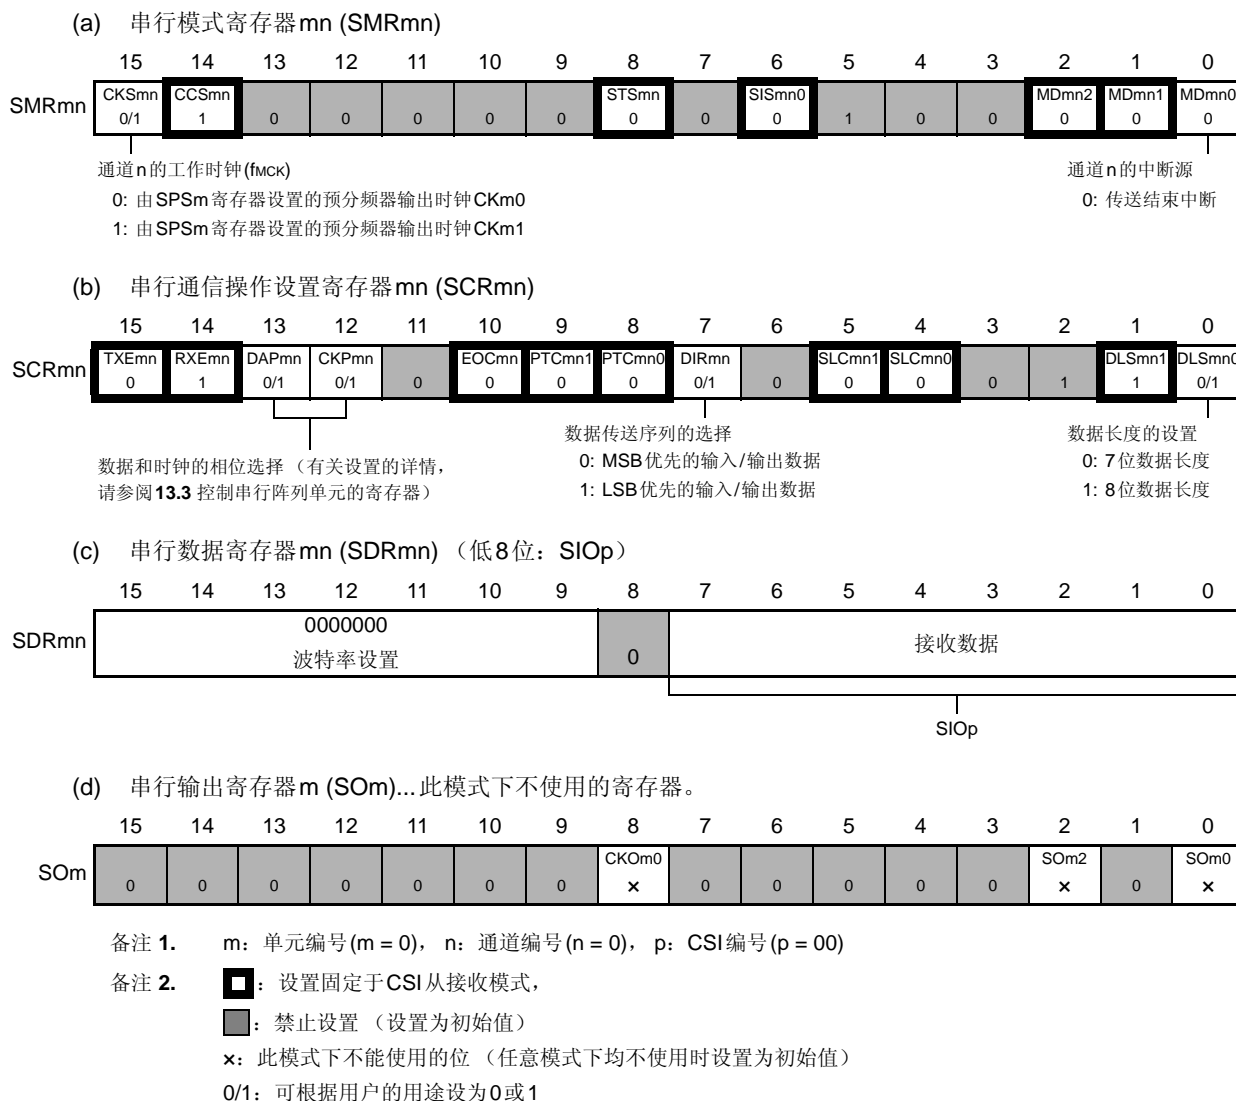 (a) 串行模式寄存器mn (SMRmn)
15 14 13 12 11 10 9 8 7 6 5 4 3 2 1 0
SMRmn CKSmn CCSmn STSmn SISmn0 MDmn2 MDmn1 MDmn0
0/1 1 0 0 0 0 0 0 0 0 1 0 0 0 0 0
通道n的工作时钟(fMCK) 通道n的中断源
0: 由SPSm寄存器设置的预分频器输出时钟CKm0 0: 传送结束中断
1: 由SPSm寄存器设置的预分频器输出时钟CKm1
(b) 串行通信操作设置寄存器mn (SCRmn)
15 14 13 12 11 10 9 8 7 6 5 4 3 2 1 0
SCRmn TXEmn RXEmn DAPmn CKPmn EOCmn PTCmn1 PTCmn0 DIRmn SLCmn1 SLCmn0 DLSmn1 DLSmn0
0 1 0/1 0/1 0 0 0 0 0/1 0 0 0 0 1 1 0/1
数据传送序列的选择 数据长度的设置
数据和时钟的相位选择 （有关设置的详情， 0: MSB优先的输入/输出数据 0: 7位数据长度
请参阅13.3 控制串行阵列单元的寄存器） 1: LSB优先的输入/输出数据 1: 8位数据长度
(c) 串行数据寄存器mn (SDRmn) （低8位：SIOp）
15 14 13 12 11 10 9 8 7 6 5 4 3 2 1 0
SDRmn 0000000
波特率设置 0 接收数据
SIOp
(d) 串行输出寄存器m (SOm)...此模式下不使用的寄存器。
15 14 13 12 11 10 9 8 7 6 5 4 3 2 1 0
SOm CKOm0 SOm2 SOm0
0 0 0 0 0 0 0 × 0 0 0 0 0 × 0 ×
备注 1. m：单元编号(m = 0)，n：通道编号(n = 0)，p：CSI编号(p = 00)
备注 2. ：设置固定于CSI从接收模式，
：禁止设置 （设置为初始值）
×：此模式下不能使用的位 （任意模式下均不使用时设置为初始值）
0/1：可根据用户的用途设为0或1